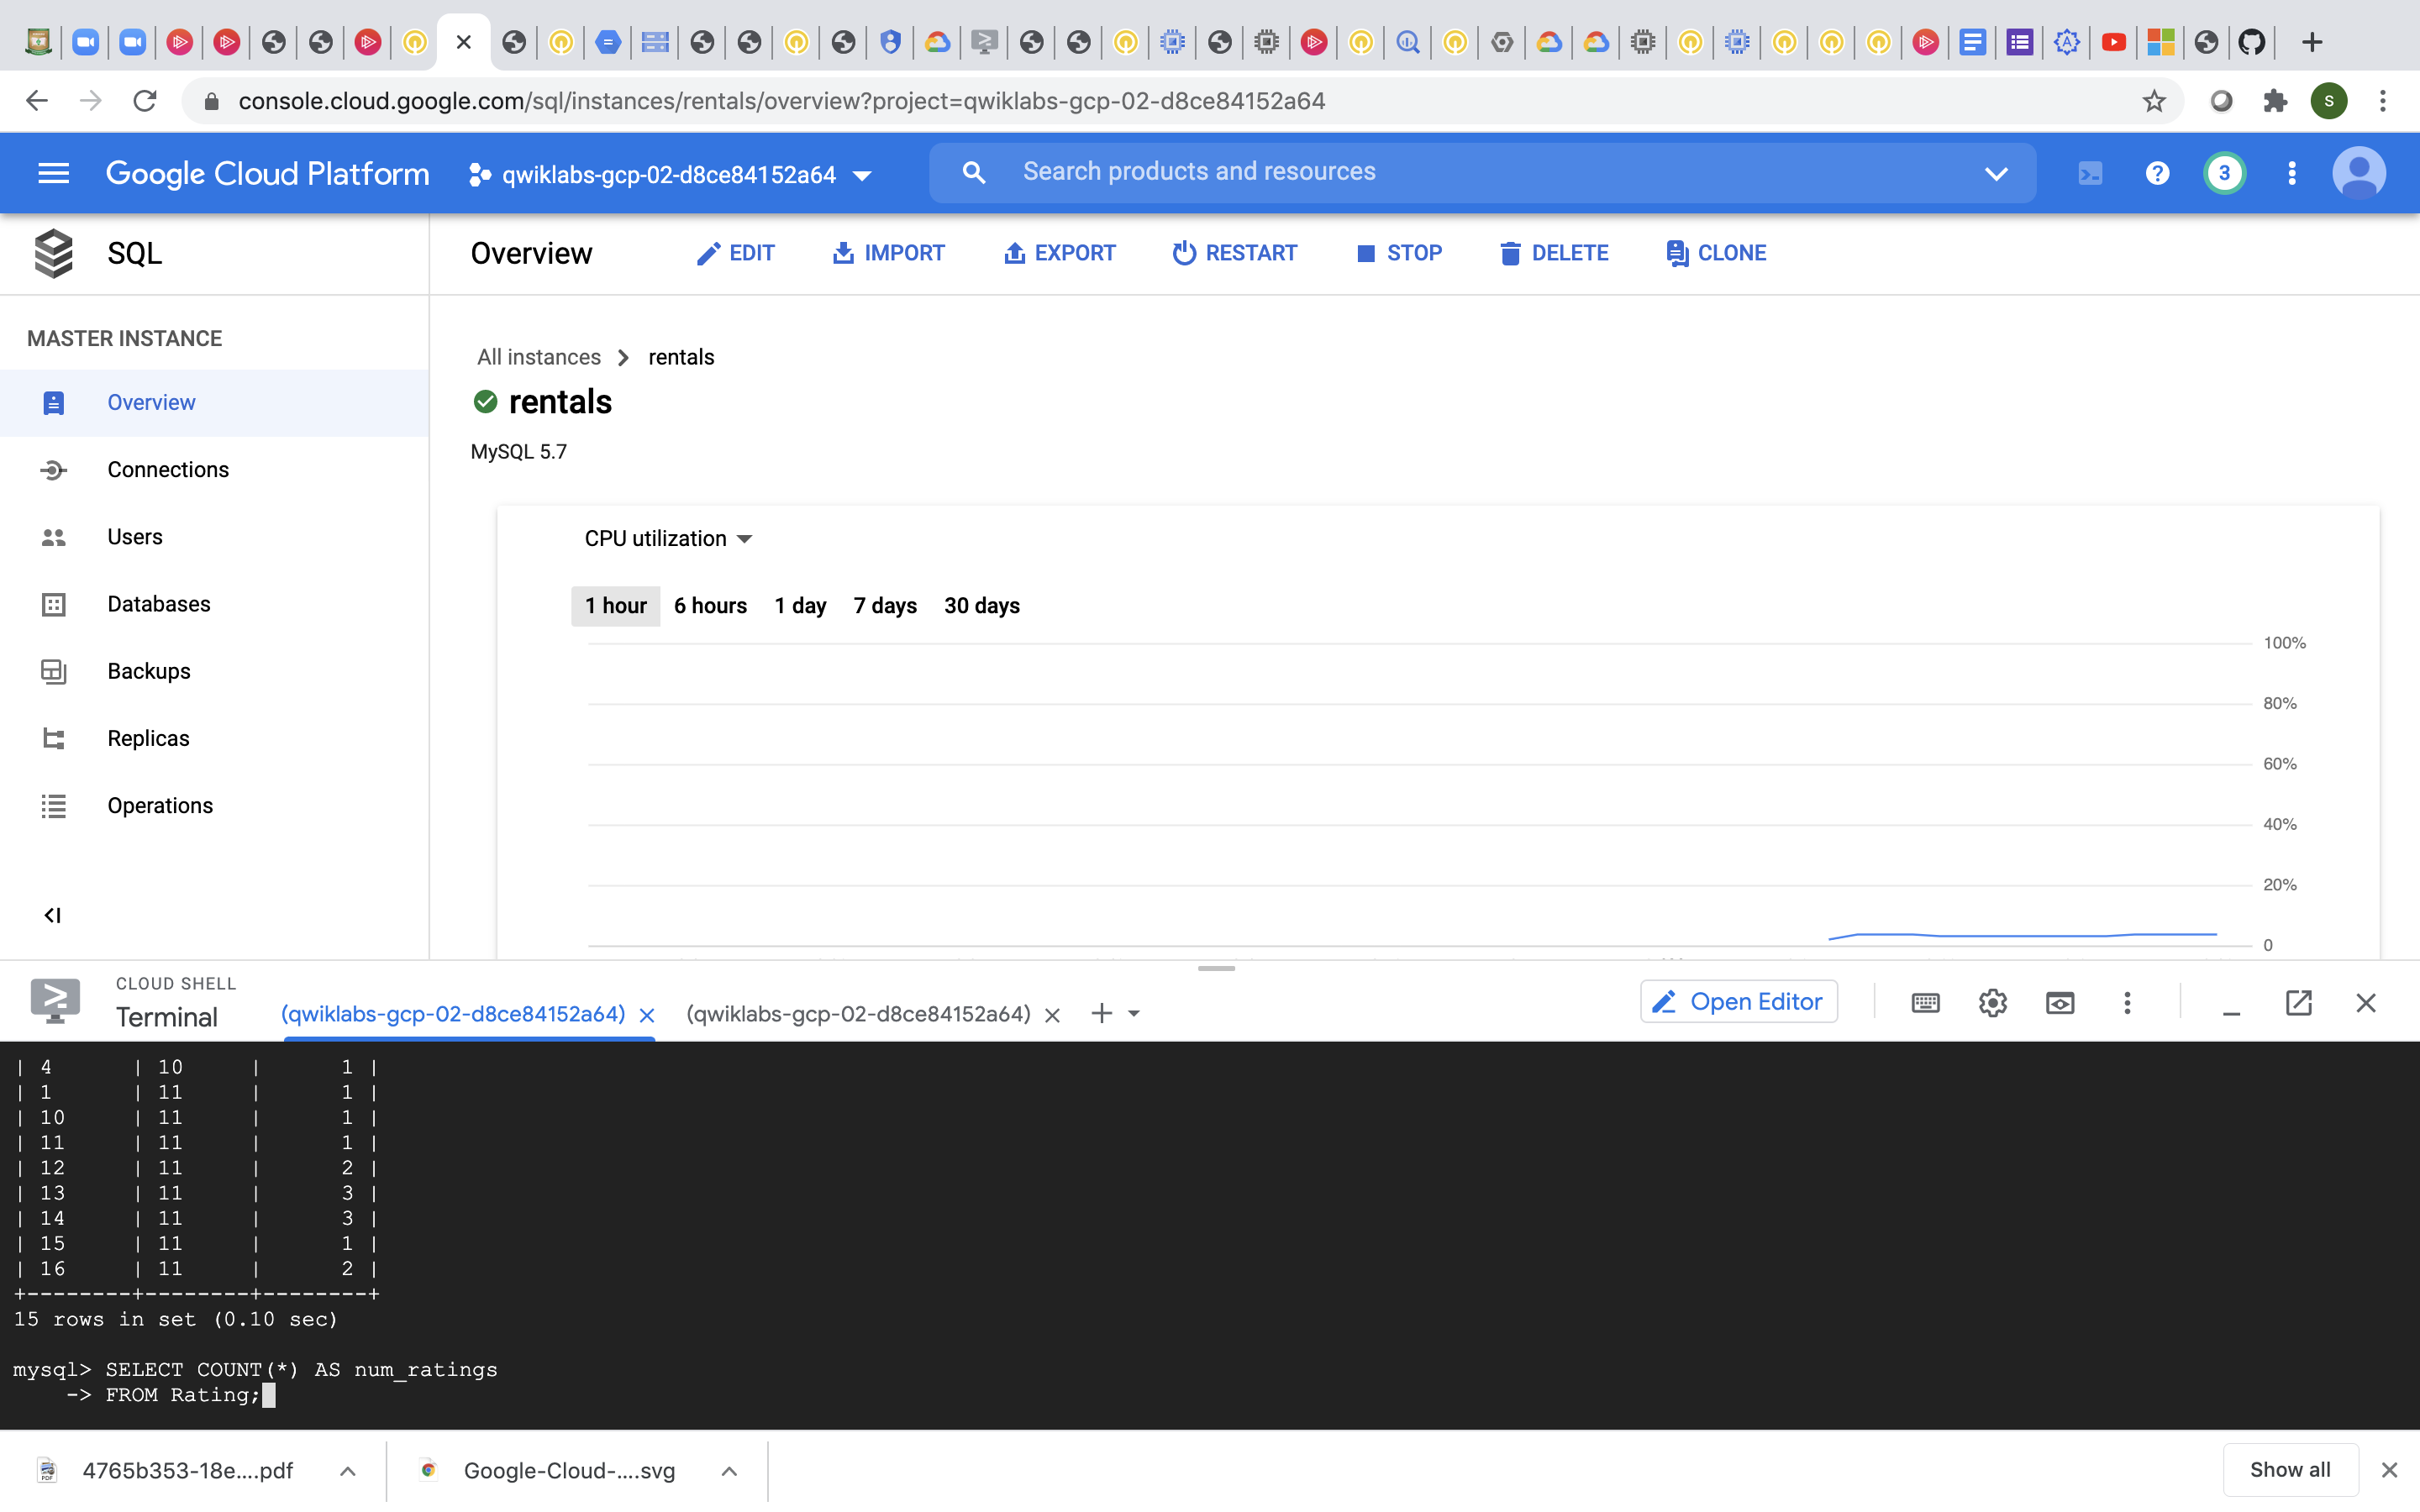 console.cloud.google.com/sql/instances/rentals/overview?project=qwiklabs-gcp-02-d8ce84152a64
S
Google Cloud Platform
qwiklabs-gcp-02-d8ce84152a64
Search products and resources
3
SQL
Overview
EDIT
IMPORT
EXPORT
RESTART
STOP
DELETE
CLONE
MASTER INSTANCE
Overview
Connections
Users
Databases
Backups
Replicas
Operations
All instances
rentals
rentals
MySQL 5.7
CPU utilization
1 hour
6 hours
1 day
7 days
30 days
100%
80%
60%
40%
20%
0
CLOUD SHELL
Terminal
(qwiklabs-gcp-02-d8ce84152a64)
(qwiklabs-gcp-02-d8ce84152a64)
Open Editor
| 4      | 10     |      1 |
| 1      | 11     |      1 |
| 10     | 11     |      1 |
| 11     | 11     |      1 |
| 12     | 11     |      2 |
| 13     | 11     |      3 |
| 14     | 11     |      3 |
| 15     | 11     |      1 |
| 16     | 11     |      2 |
+--------+--------+--------+
15 rows in set (0.10 sec)
mysql> SELECT COUNT(*) AS num_ratings
    -> FROM Rating;
4765b353-18e....pdf
Google-Cloud-....svg
Show all